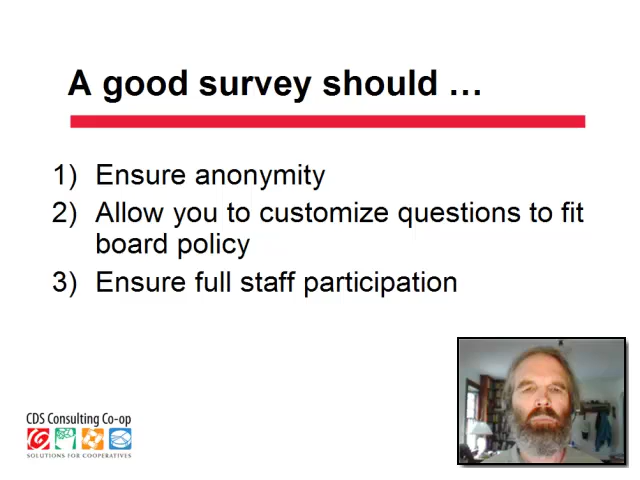 A good survey should …
1) Ensure anonymity
2) Allow you to customize questions to fit
board policy
3) Ensure full staff participation
CDS Consulting Co-op
SOLUTIONS FOR COOPERATIVES